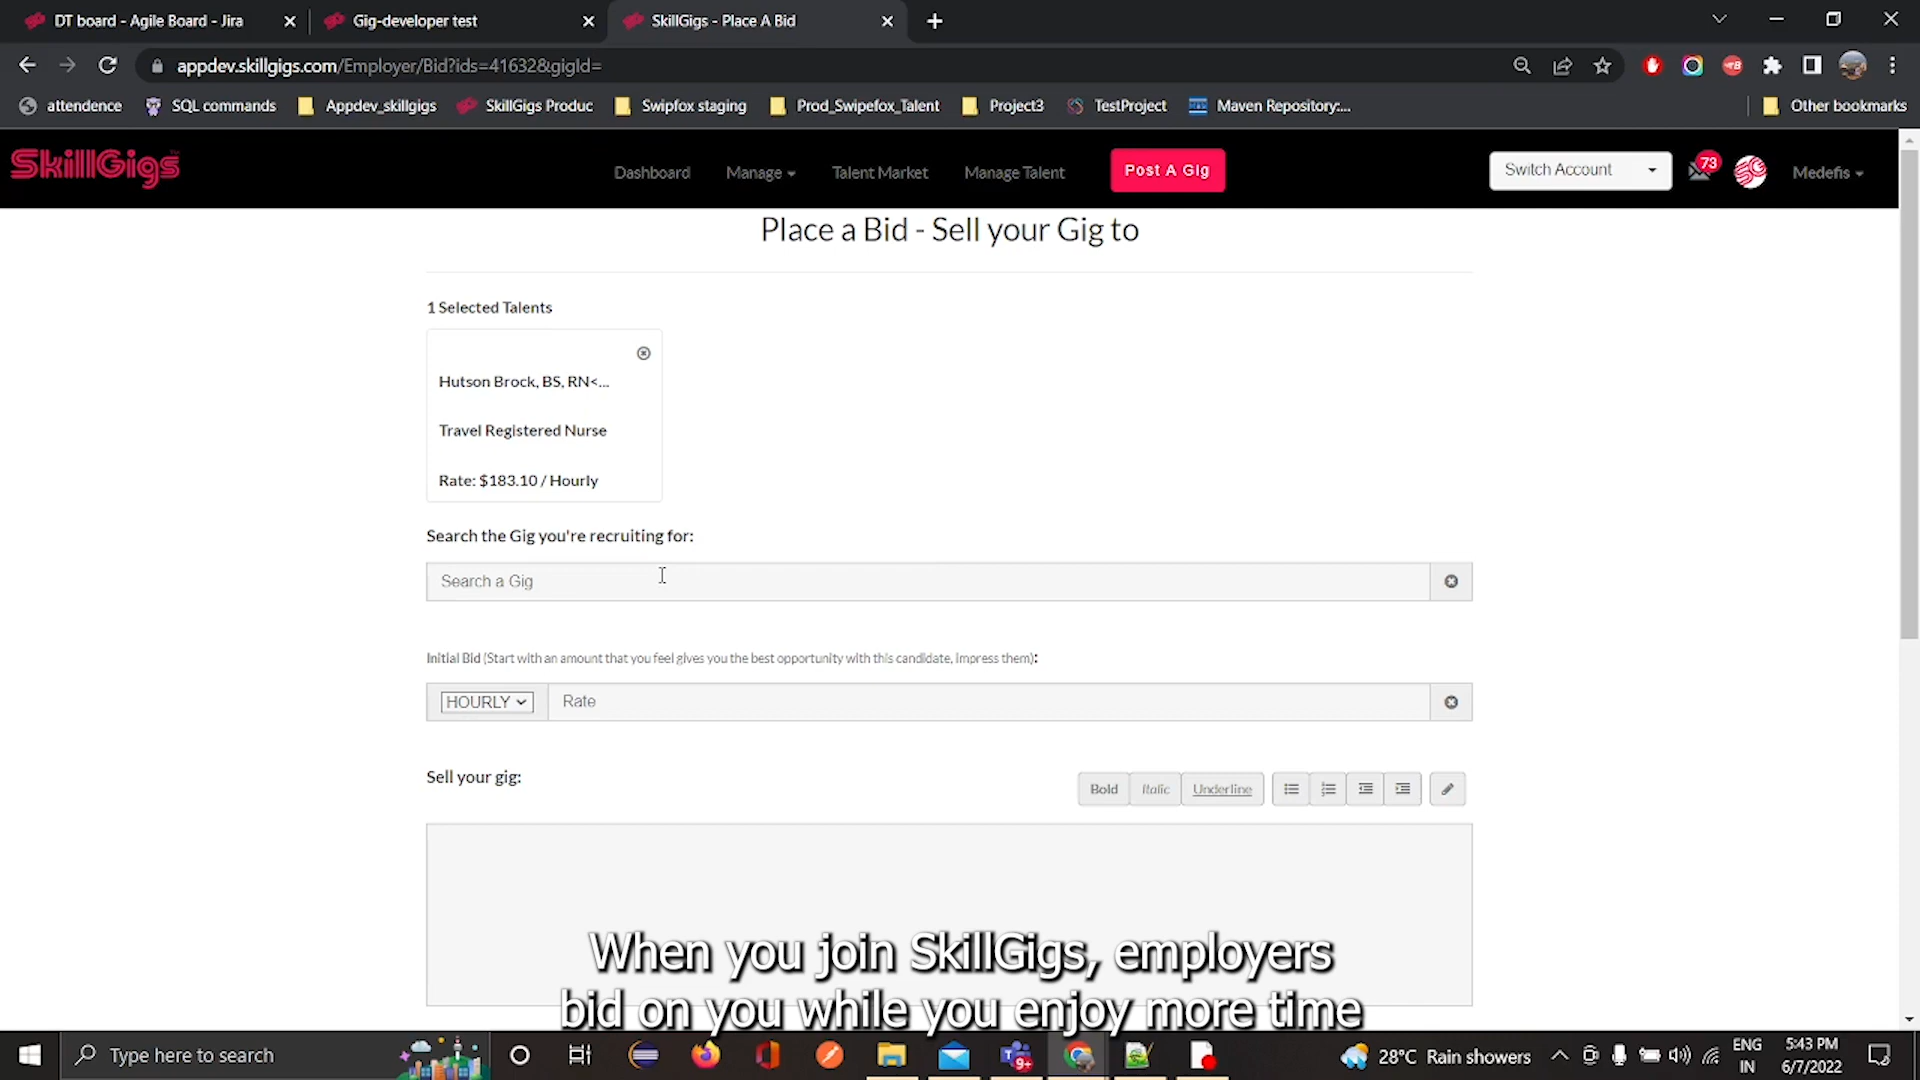 DT board - Agile Board - Jira
Gig-developer test
SkillGigs - Place A Bid
appdev.skillgigs.com/Employer/Bid?ids=41632&gigId=
attendence
SQL commands
Appdev_skillgigs
SkillGigs Produc
Swipfox staging
Prod_Swipefox_Talent
Project3
TestProject
Maven Repository:...
Other bookmarks
SkillGigs
Dashboard
Manage
Talent Market
Manage Talent
Post A Gig
Switch Account
73
Medefis
Place a Bid - Sell your Gig to
1 Selected Talents
Hutson Brock, BS, RN<...
Travel Registered Nurse
Rate: $183.10 / Hourly
Search the Gig you're recruiting for:
Search a Gig
Initial Bid (Start with an amount that you feel gives you the best opportunity with this candidate, impress them):
HOURLY
Rate
Sell your gig:
Bold
Italic
Underline
When you join SkillGigs, employers
bid on you while you enjoy more time
Type here to search
9+
28°C Rain showers
ENG
IN
5:43 PM
6/7/2022